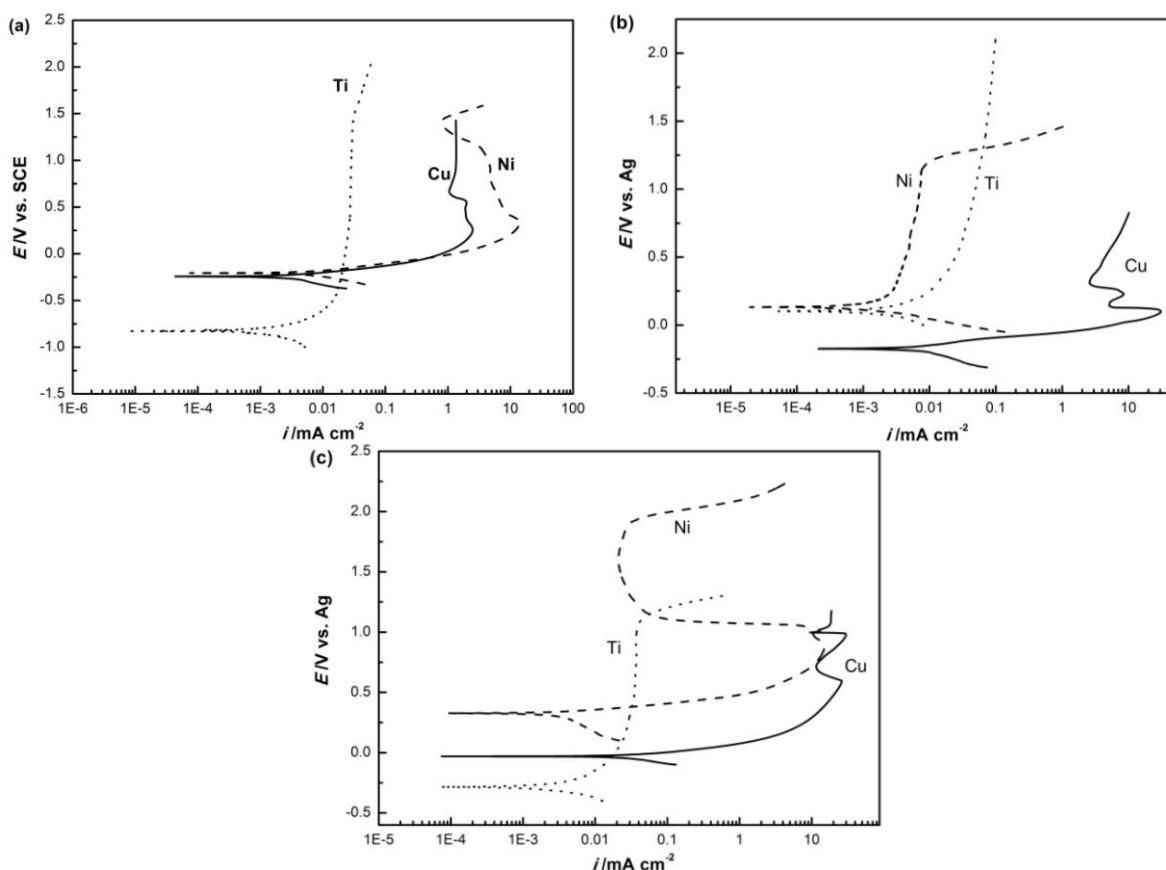 (a)
2.5
2.0
1.5
1.0
0.5
0.0
-0.5
-1.0
-1.5
E/V vs. SCE
Ti
Cu
Ni
1E-6 1E-5 1E-4 1E-3 0.01 0.1 1 10 100
i /mA cm-2
(b)
2.0
1.5
1.0
0.5
0.0
-0.5
E/V vs. Ag
Ni
Ti
Cu
1E-5 1E-4 1E-3 0.01 0.1 1 10
i /mA cm-2
(c)
2.5
2.0
1.5
1.0
0.5
0.0
-0.5
E/V vs. Ag
Ni
Ti
Cu
1E-5 1E-4 1E-3 0.01 0.1 1 10
i /mA cm-2